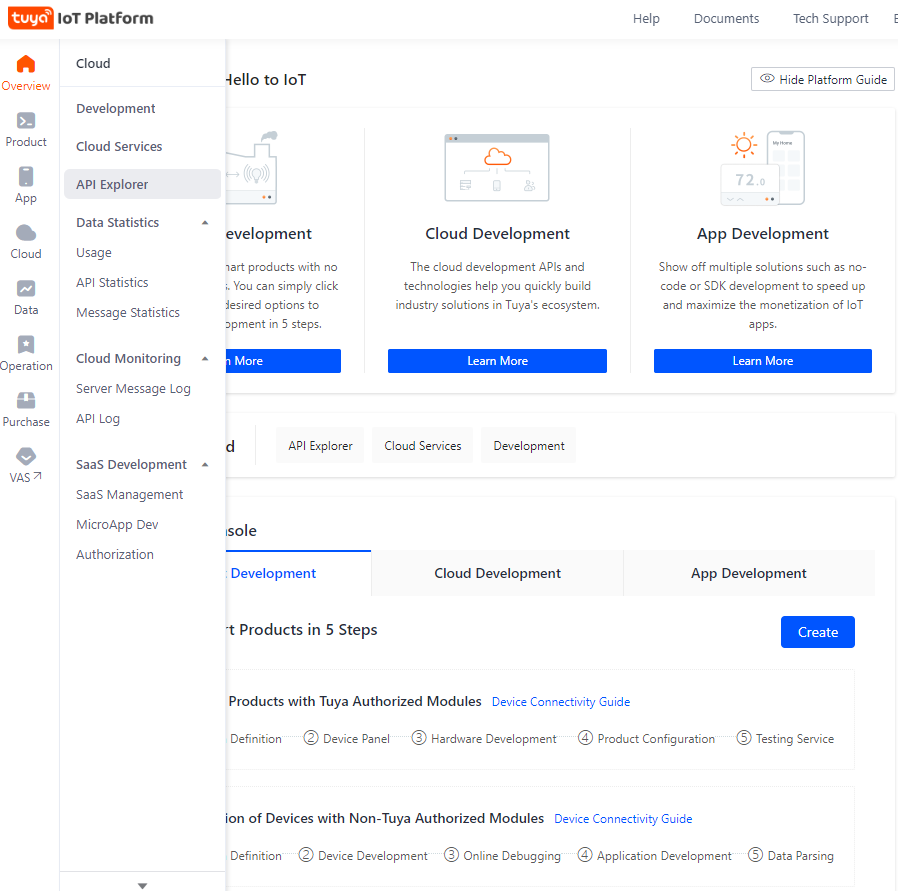 tuya IoT Platform
Help
Documents
Tech Support
Overview
Product
App
Cloud
Data
Operation
Purchase
VAS
Cloud
Development
Cloud Services
API Explorer
Data Statistics
Usage
API Statistics
Message Statistics
Cloud Monitoring
Server Message Log
API Log
SaaS Development
SaaS Management
MicroApp Dev
Authorization
Hello to IoT
Hide Platform Guide
evelopment
mart products with no
. You can simply click
desired options to
opment in 5 steps.
n More
Cloud Development
The cloud development APIs and
technologies help you quickly build
industry solutions in Tuya's ecosystem.
Learn More
My Home
72.0
App Development
Show off multiple solutions such as no-
code or SDK development to speed up
and maximize the monetization of IoT
apps.
Learn More
d
API Explorer
Cloud Services
Development
sole
Development
Cloud Development
App Development
rt Products in 5 Steps
Create
Products with Tuya Authorized Modules Device Connectivity Guide
Definition ② Device Panel ③ Hardware Development ④ Product Configuration ⑤ Testing Service
ion of Devices with Non-Tuya Authorized Modules Device Connectivity Guide
Definition ② Device Development ③ Online Debugging ④ Application Development ⑤ Data Parsing